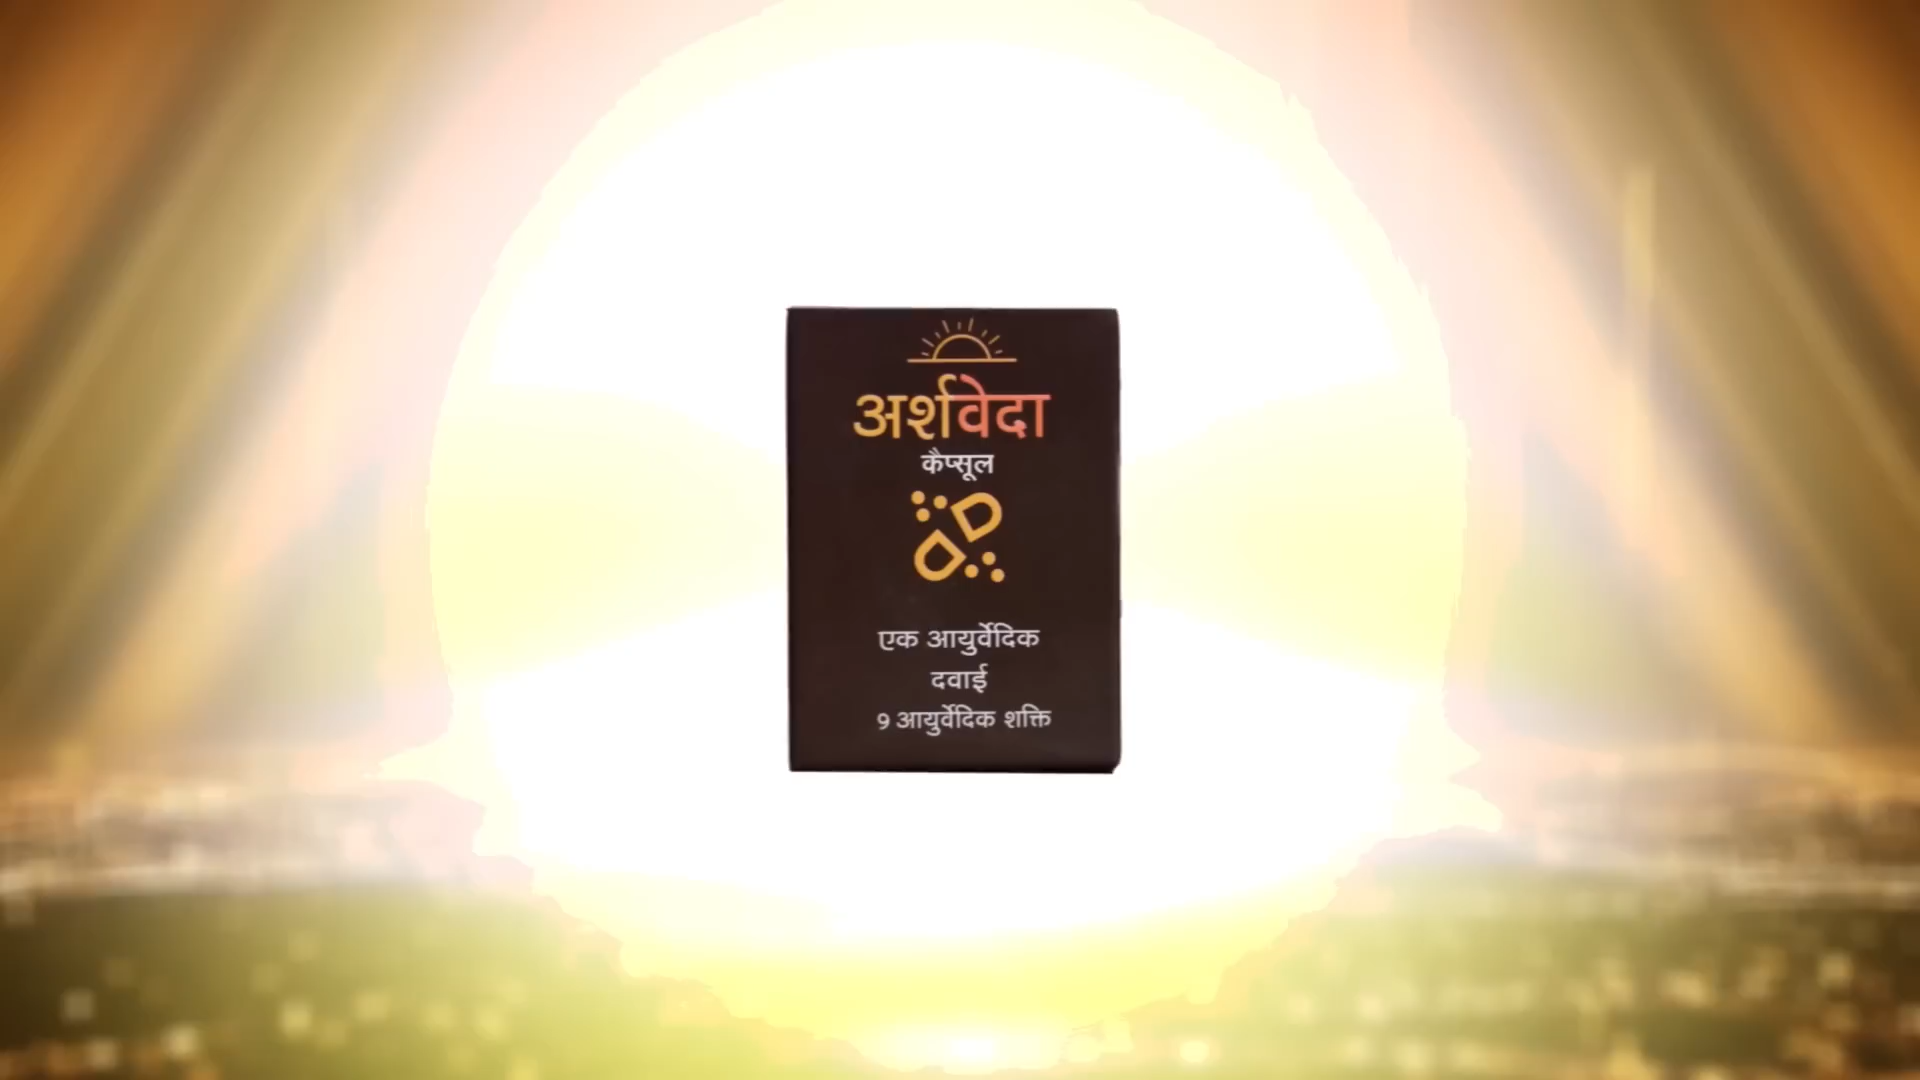 अर्शवेदा
कैप्सूल
एक आयुर्वेदिक
दवाई
9 आयुर्वेदिक शक्ति